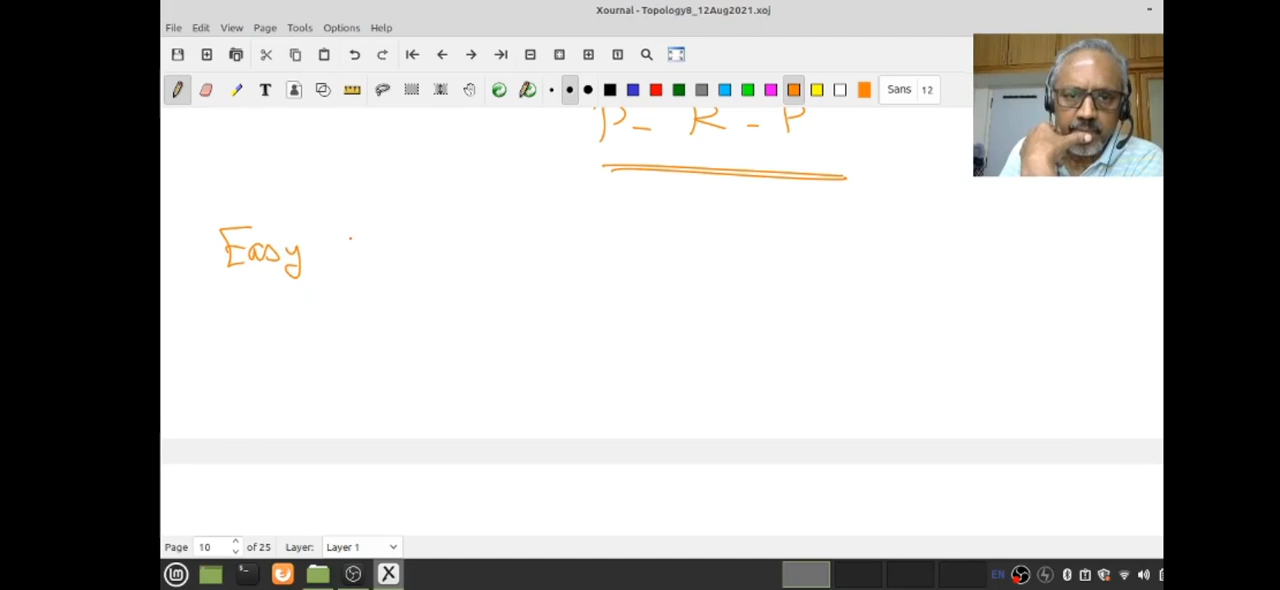 Xournal - Topology8_12Aug2021.xoj
File Edit View Page Tools Options Help
T Sans 12
P - R - P
Easy
Page 10 of 25 Layer: Layer 1
EN